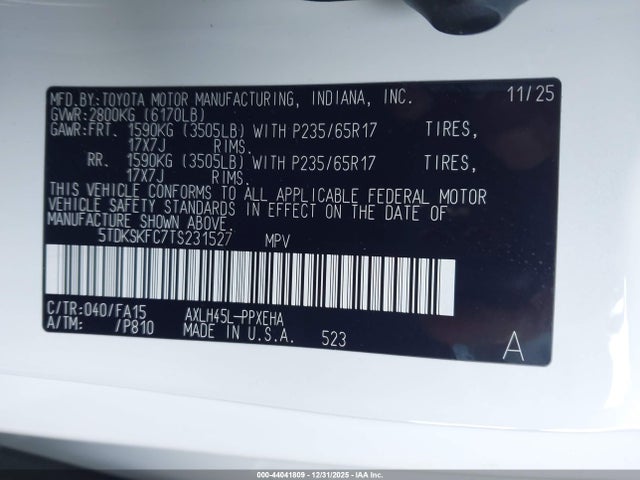 MFD.BY:TOYOTA MOTOR MANUFACTURING, INDIANA, INC. 11/25
GVWR:2800KG (6170LB)
GAWR:FRT. 1590KG (3505LB) WITH P235/65R17 TIRES,
17X7J RIMS.
RR. 1590KG (3505LB) WITH P235/65R17 TIRES,
17X7J RIMS.
THIS VEHICLE CONFORMS TO ALL APPLICABLE FEDERAL MOTOR
VEHICLE SAFETY STANDARDS IN EFFECT ON THE DATE OF
MANUFACTURE SHOWN ABOVE.
5TDKSKFC7TS231527 MPV
C/TR:040/FA15 AXLH45L-PPXEHA
A/TM: /P810 MADE IN U.S.A. 523 A
000-44041809 - 12/31/2025 - IAA Inc.